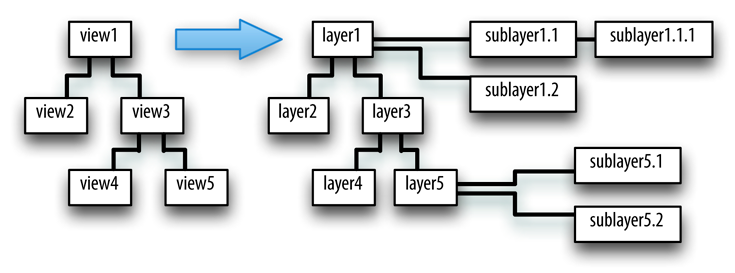 view1
view2
view3
view4
view5
layer1
layer2
layer3
layer4
layer5
sublayer1.1
sublayer1.1.1
sublayer1.2
sublayer5.1
sublayer5.2